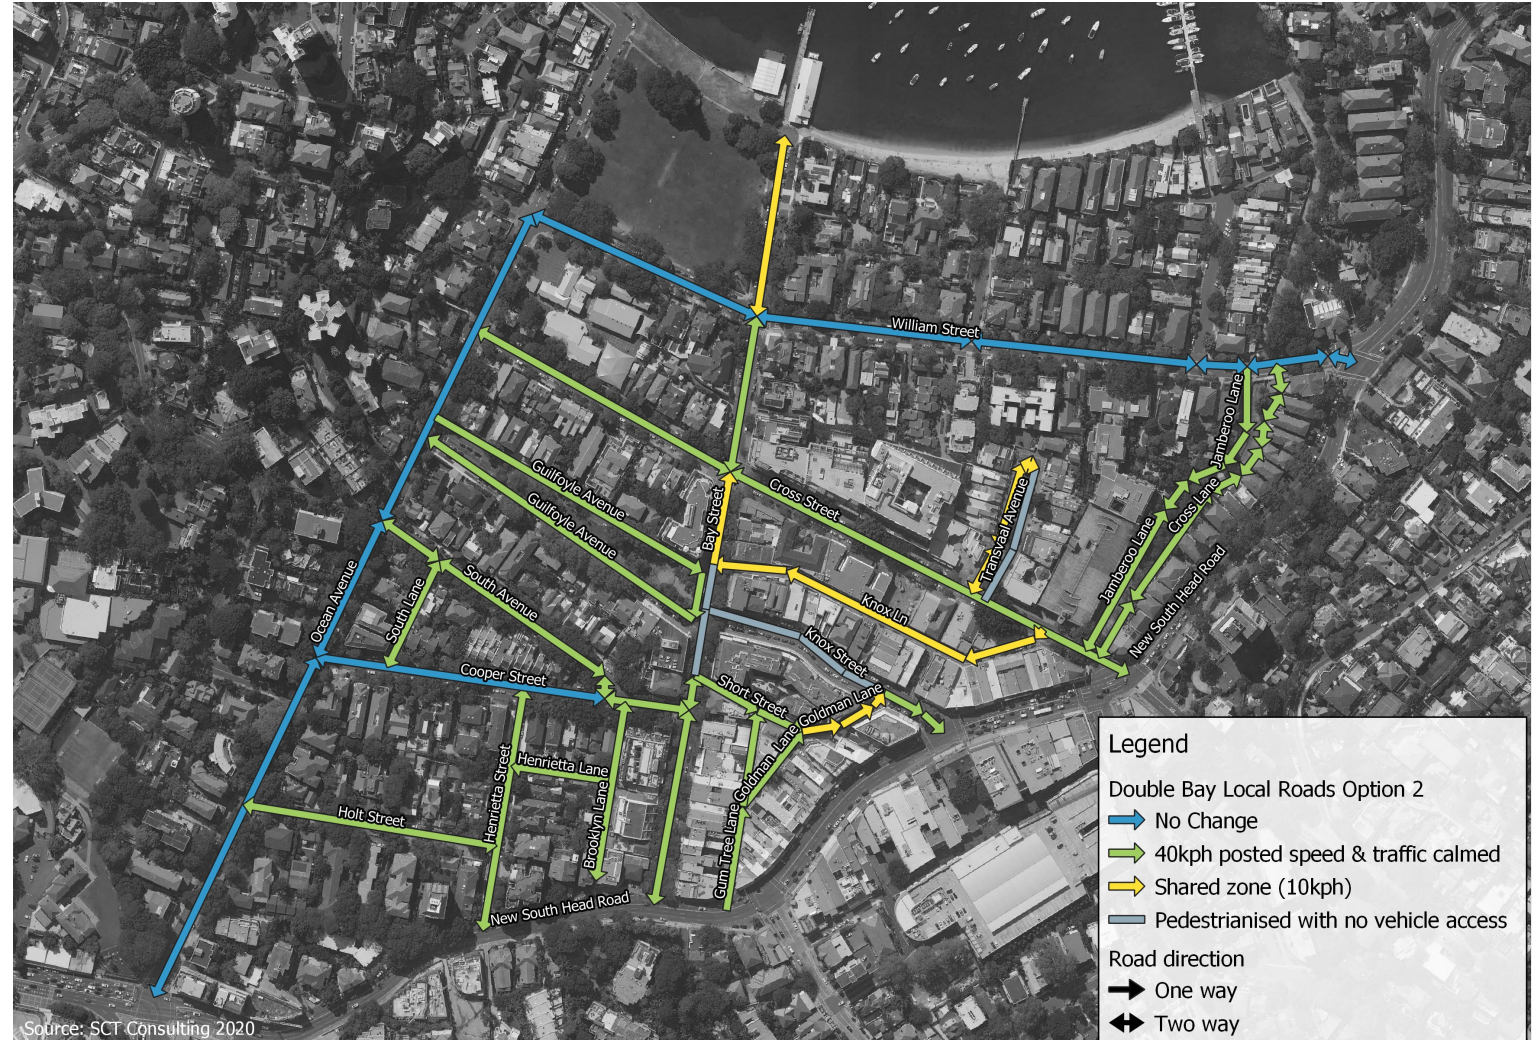 William Street
Jamberoo Lane
Guilfoyle Avenue
Guilfoyle Avenue
Bay Street
Cross Street
Transvaal Avenue
Cross Lane
Jamberoo Lane
New South Head Road
Ocean Avenue
South Lane
South Avenue
Knox Ln
Knox Street
Cooper Street
Short Street
Goldman Lane
Goldman Lane
Henrietta Street
Henrietta Lane
Brooklyn Lane
Gum Tree Lane
Holt Street
New South Head Road
Legend
Double Bay Local Roads Option 2
No Change
40kph posted speed & traffic calmed
Shared zone (10kph)
Pedestrianised with no vehicle access
Road direction
One way
Two way
Source: SCT Consulting 2020